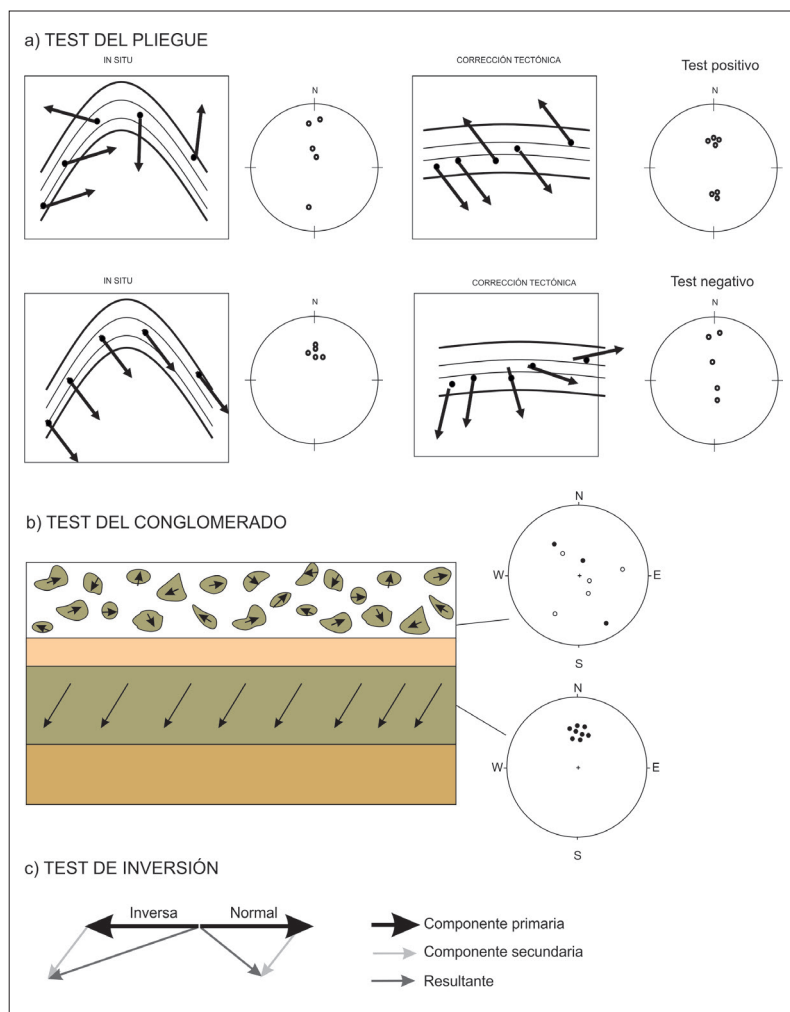 a) TEST DEL PLIEGUE
IN SITU
CORRECCIÓN TECTÓNICA
Test positivo
N
N
IN SITU
CORRECCIÓN TECTÓNICA
Test negativo
N
N
b) TEST DEL CONGLOMERADO
N
W
E
S
N
W
E
S
c) TEST DE INVERSIÓN
Inversa
Normal
Componente primaria
Componente secundaria
Resultante